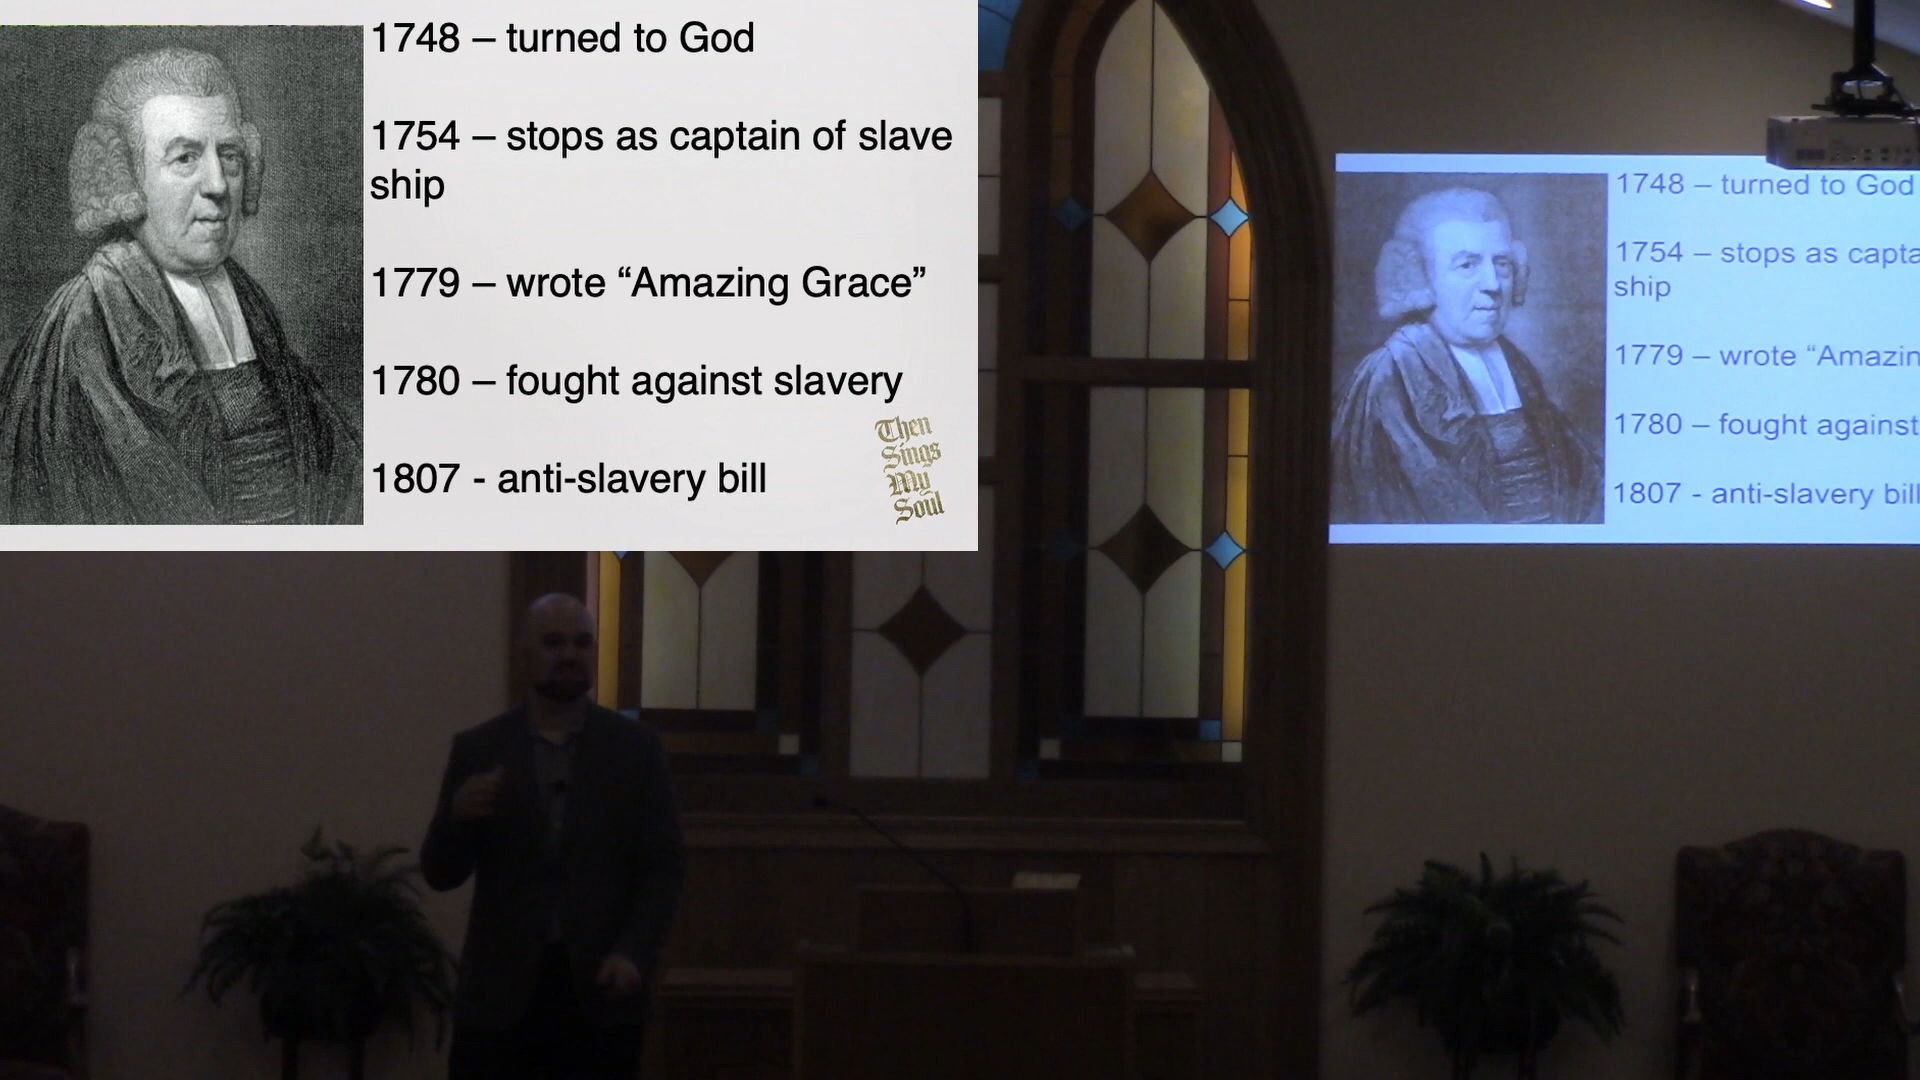 1748 – turned to God
1754 – stops as captain of slave
ship
1779 – wrote “Amazing Grace”
1780 – fought against slavery
1807 - anti-slavery bill
Then
Sings
My
Soul
1748 – turned to God
1754 – stops as capta
ship
1779 – wrote “Amazin
1780 – fought against
1807 - anti-slavery bill